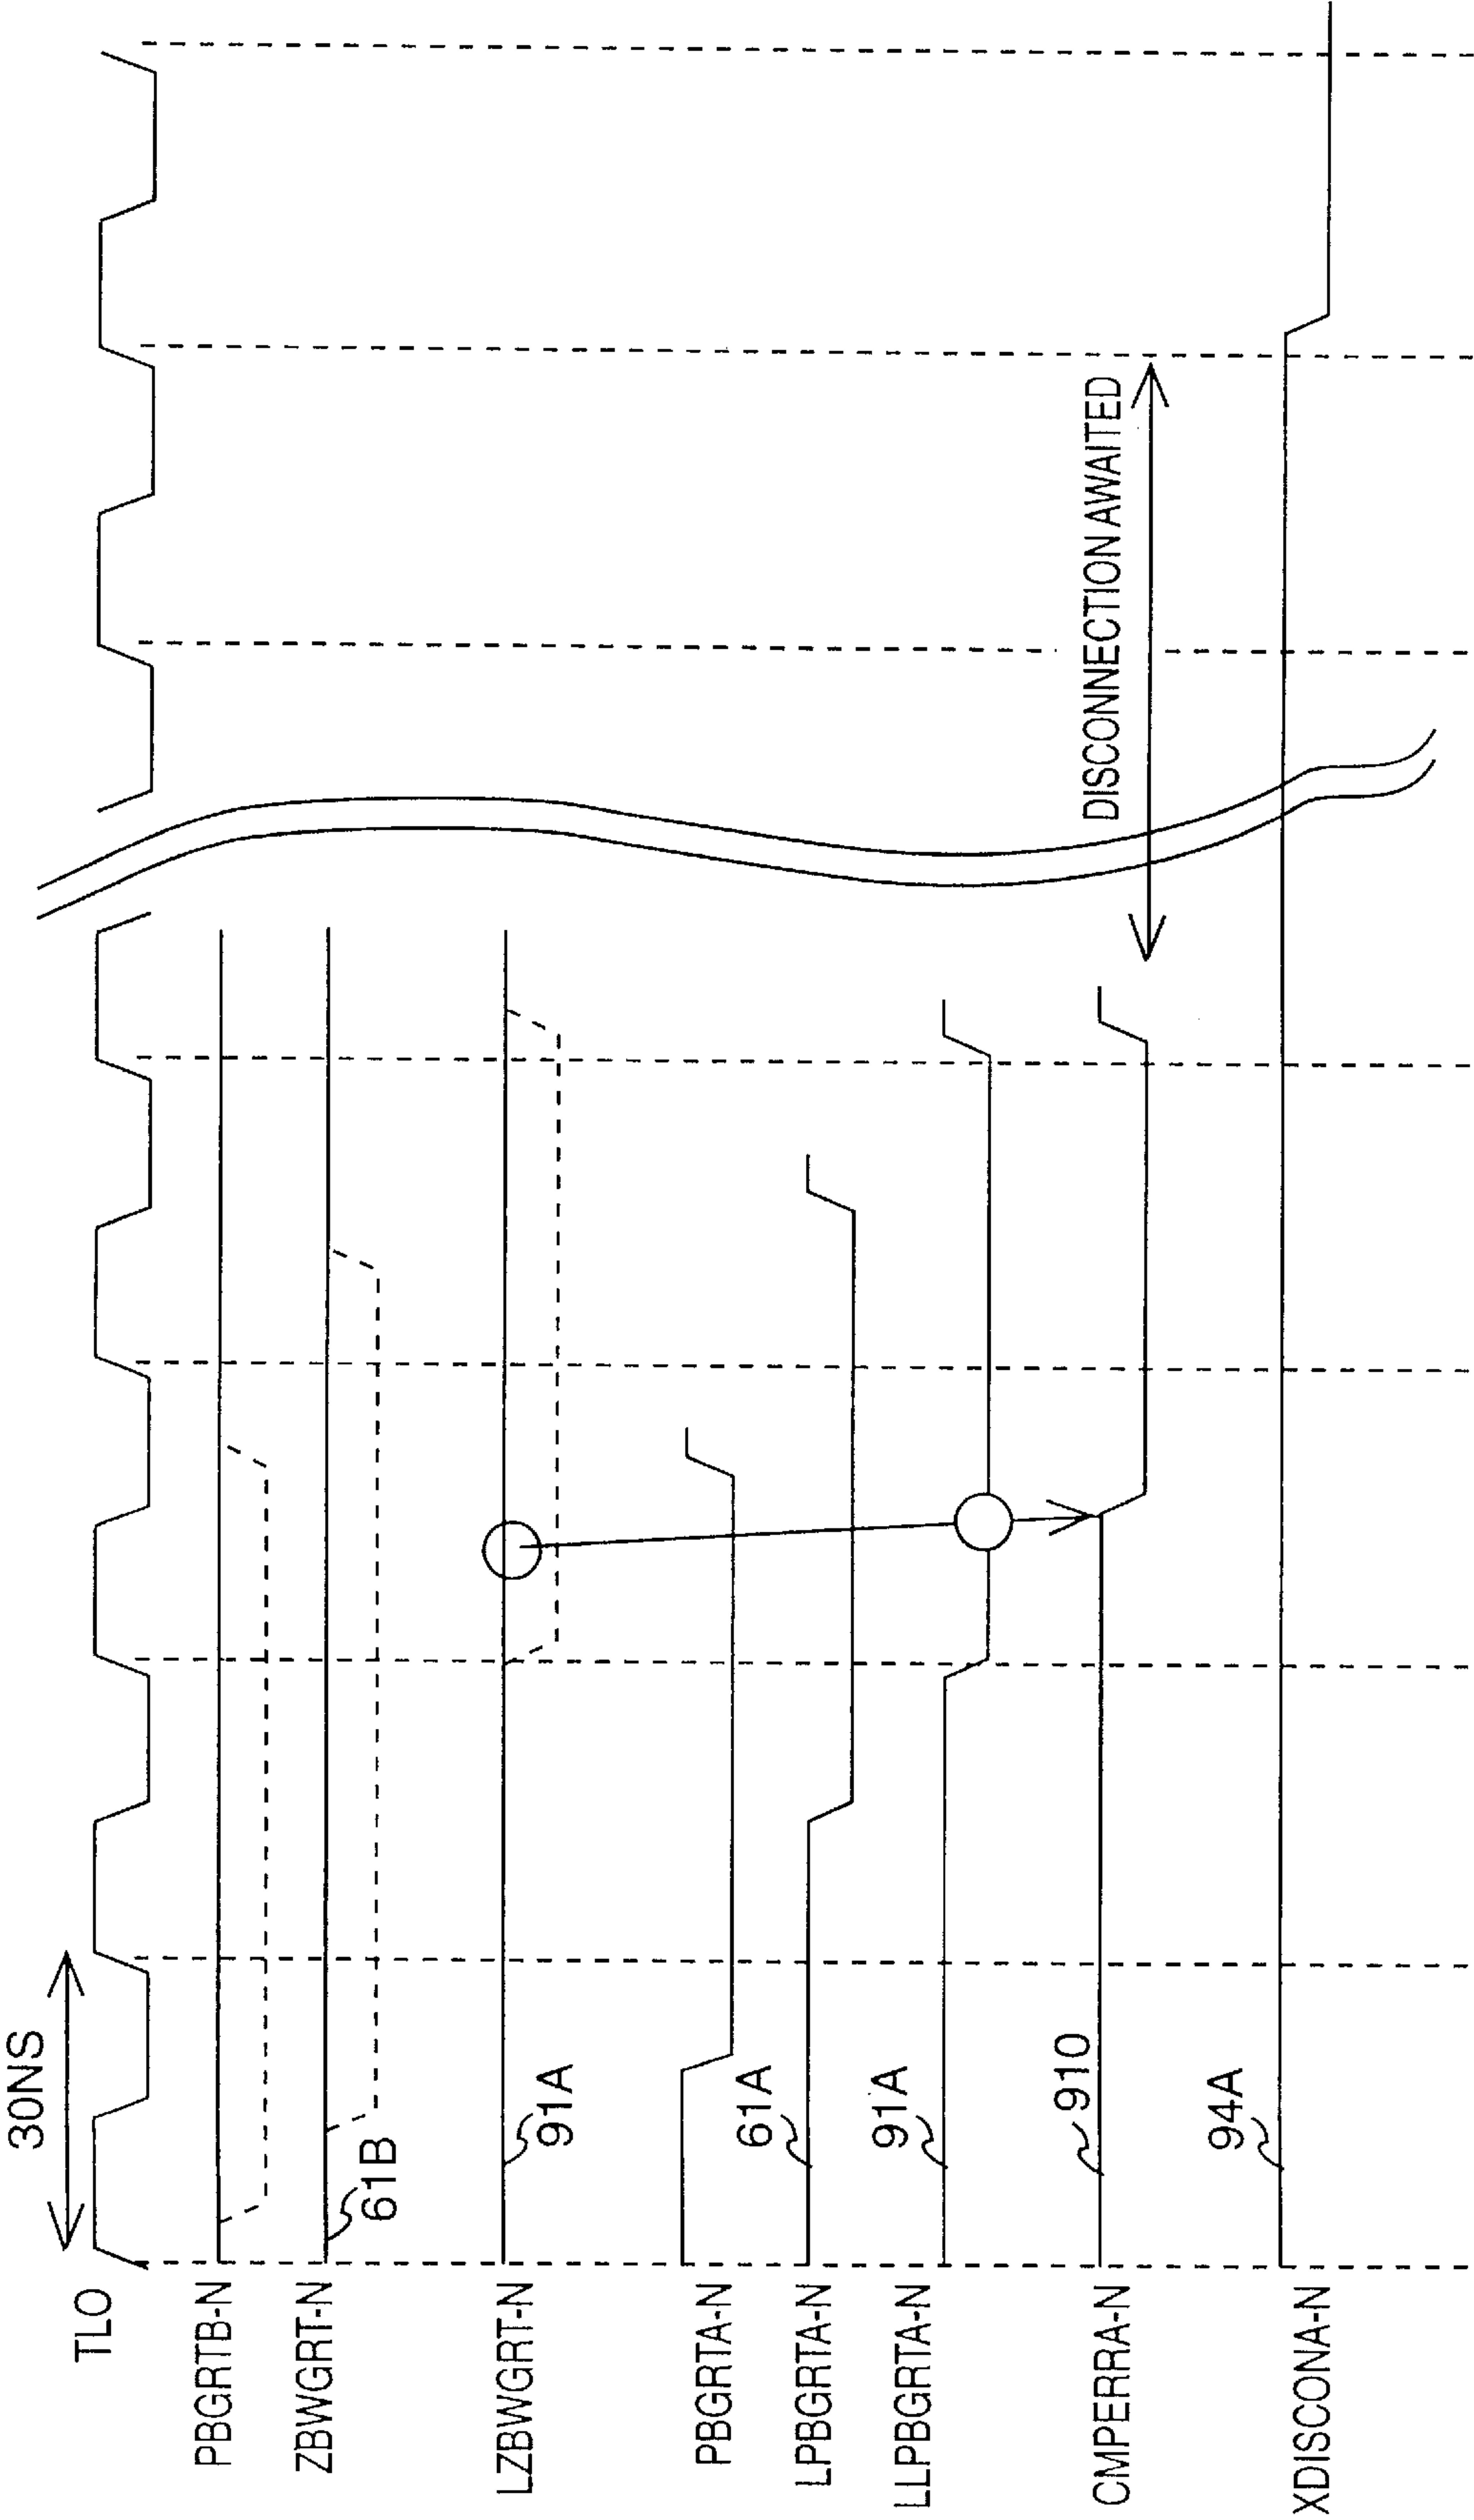 30NS
TLO
PBGRTB-N
ZBWGRT-N
61B
LZBWGRT-N
91A
PBGRTA-N
LPBGRTA-N
61A
LLPBGRTA-N
91A
CMPERRA-N
910
DISCONNECTION AWAITED
XDISCONA-N
94A